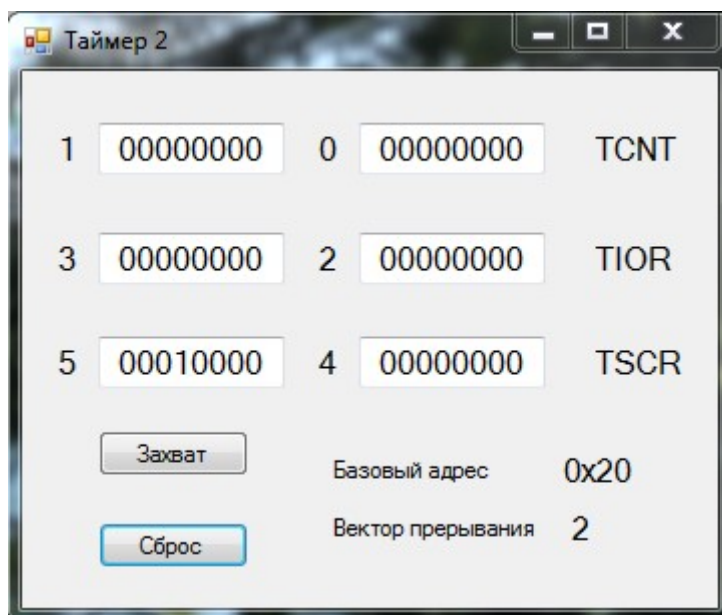 Таймер 2
1 00000000 0 00000000 TCNT
3 00000000 2 00000000 TIOR
5 00010000 4 00000000 TSCR
Захват
Базовый адрес 0x20
Вектор прерывания 2
Сброс